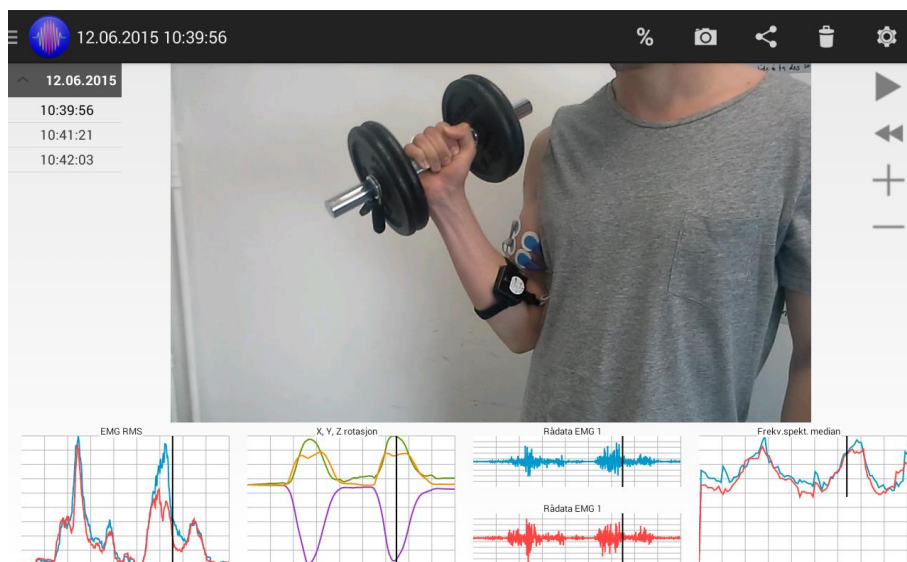 12.06.2015 10:39:56
%
12.06.2015
10:39:56
10:41:21
10:42:03
EMG RMS
X, Y, Z rotasjon
Rådata EMG 1
Rådata EMG 1
Frekv.spekt. median